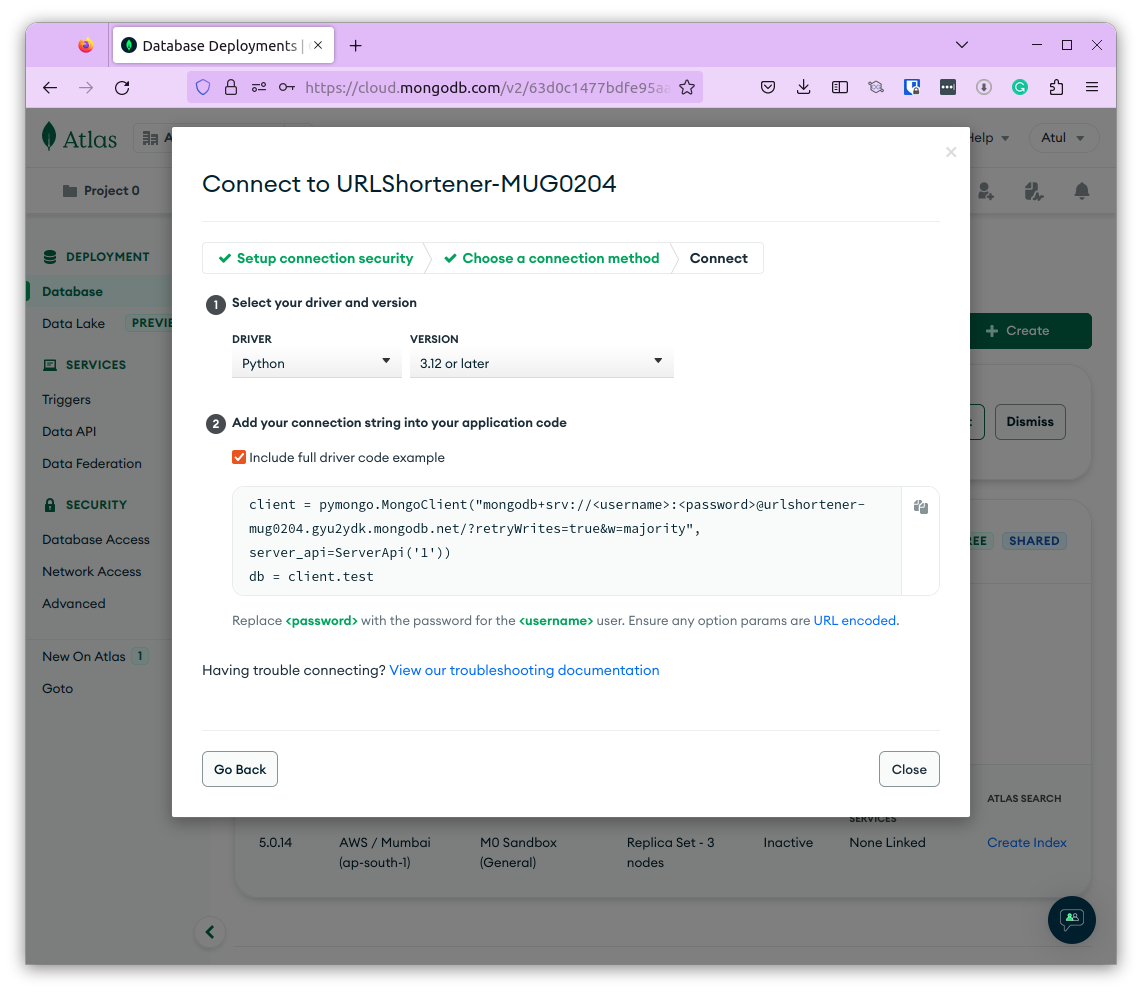 Database Deployments |
https://cloud.mongodb.com/v2/63d0c1477bdfe95aa
Atlas
A
Help
Atul
Project 0
DEPLOYMENT
Database
Data Lake
SERVICES
Triggers
Data API
Data Federation
SECURITY
Database Access
Network Access
Advanced
New On Atlas 1
Goto
Connect to URLShortener-MUG0204
Setup connection security
Choose a connection method
Connect
1 Select your driver and version
DRIVER VERSION
Python 3.12 or later
2 Add your connection string into your application code
Include full driver code example
client = pymongo.MongoClient("mongodb+srv://<username>:<password>@urlshortener-
mug0204.gyu2ydk.mongodb.net/?retryWrites=true&w=majority",
server_api=ServerApi('1'))
db = client.test
Replace <password> with the password for the <username> user. Ensure any option params are URL encoded.
Having trouble connecting? View our troubleshooting documentation
Go Back
Close
+ Create
Dismiss
SHARED
ATLAS SEARCH
SERVICES
5.0.14
AWS / Mumbai
(ap-south-1)
M0 Sandbox
(General)
Replica Set - 3
nodes
Inactive
None Linked
Create Index